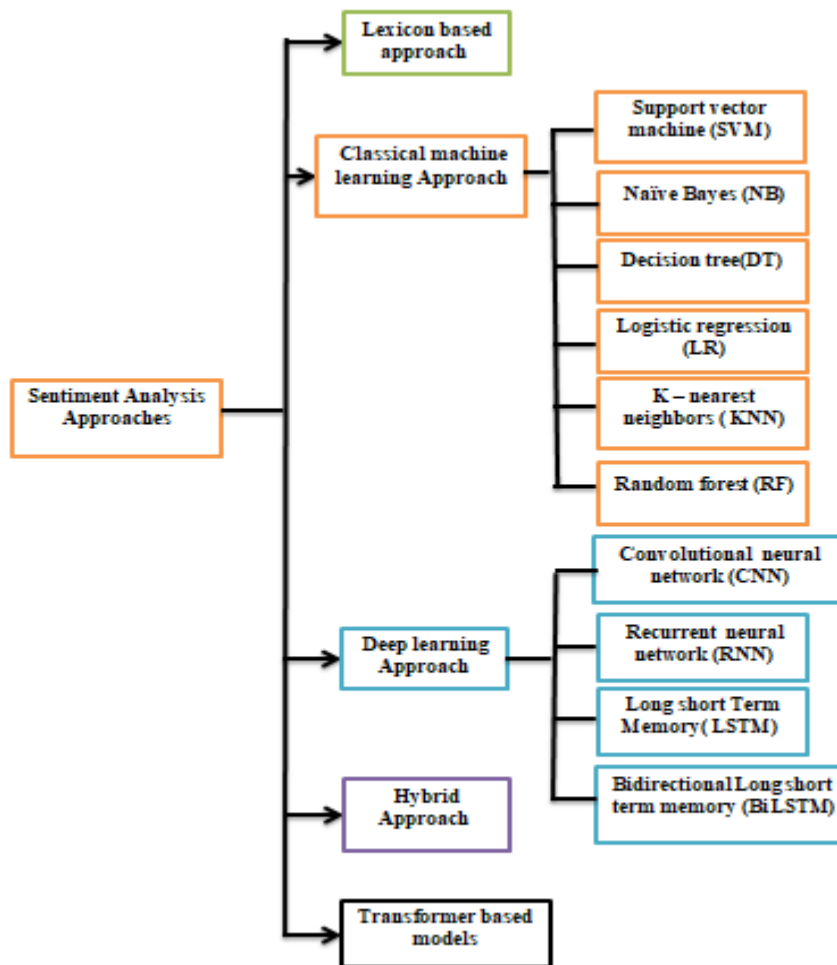 Lexicon based
approach
Support vector
machine (SVM)
Classical machine
learning Approach
Naïve Bayes (NB)
Decision tree(DT)
Logistic regression
(LR)
Sentiment Analysis
Approaches
K – nearest
neighbors ( KNN)
Random forest (RF)
Convolutional neural
network (CNN)
Deep learning
Approach
Recurrent neural
network (RNN)
Long short Term
Memory( LSTM)
Bidirectional Long short
term memory (BiLSTM)
Hybrid
Approach
Transformer based
models